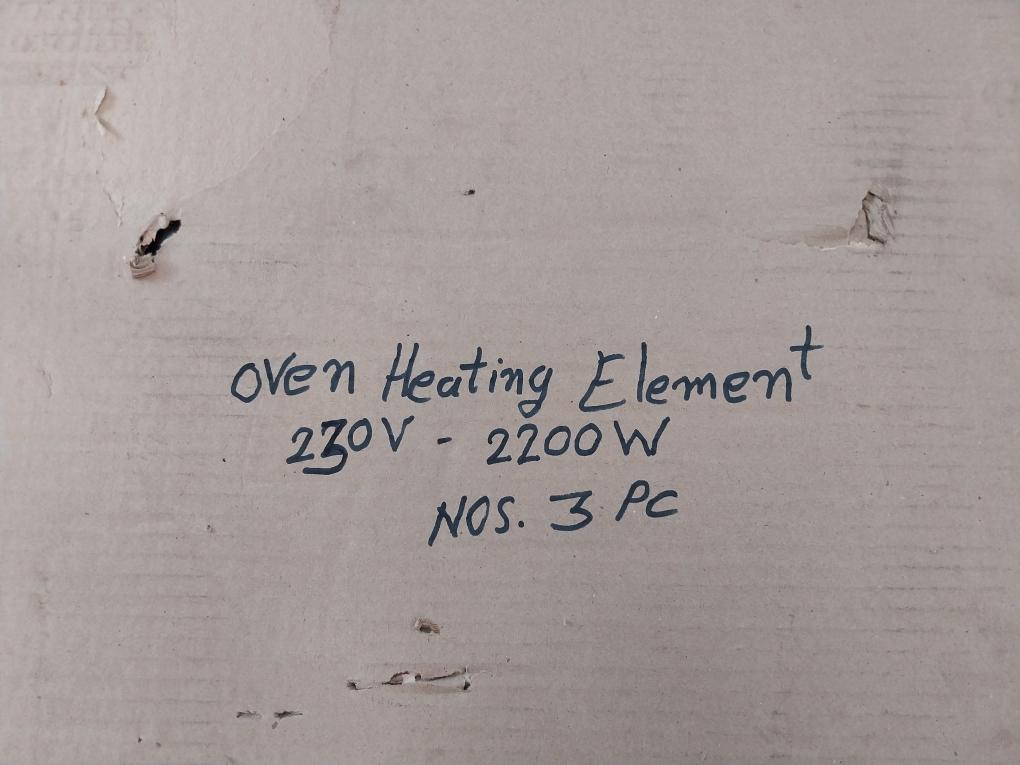 oven Heating Element
230V - 2200W
NOS. 3 PC